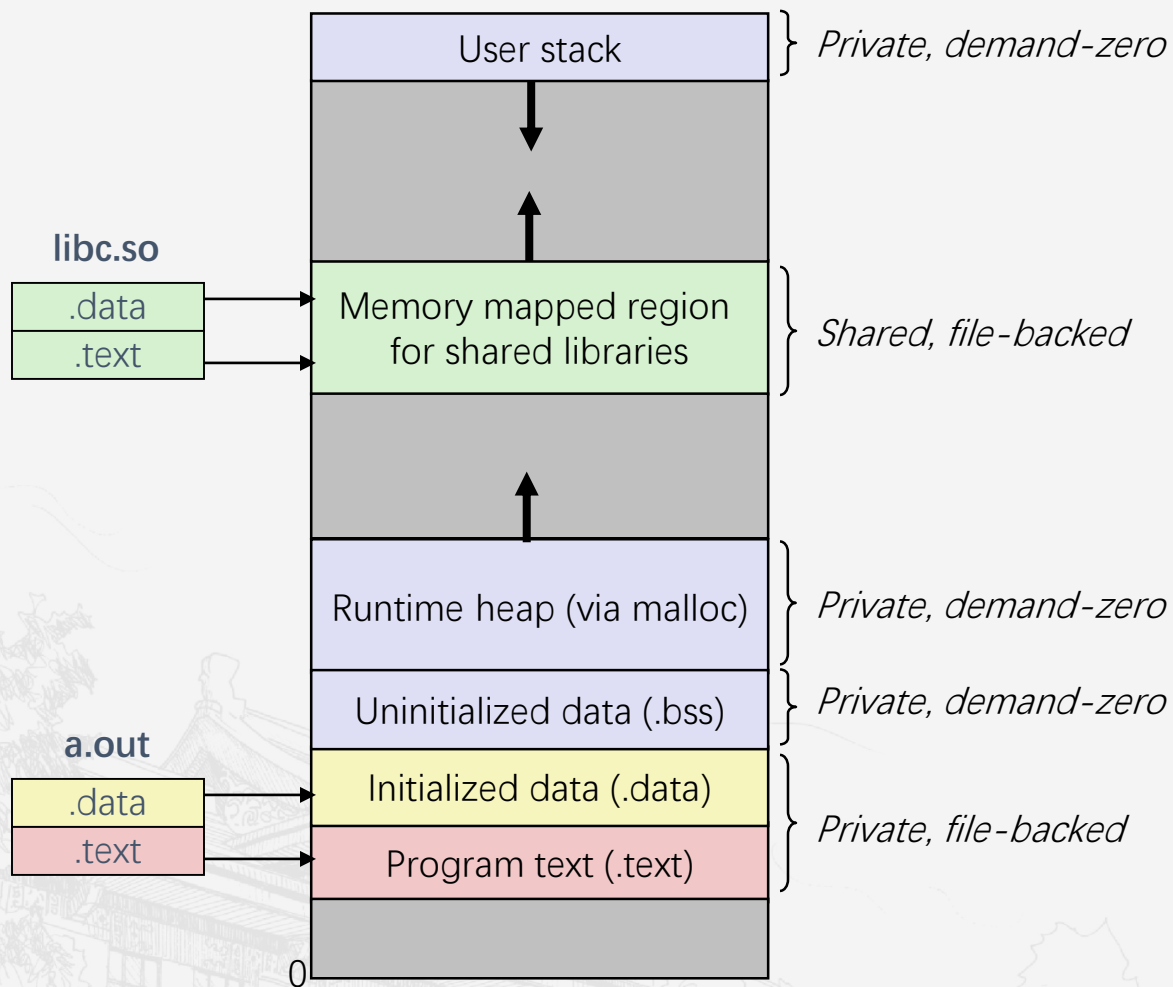 User stack
Private, demand-zero
libc.so
.data
.text
Memory mapped region
for shared libraries
Shared, file-backed
Runtime heap (via malloc)
Private, demand-zero
Uninitialized data (.bss)
Private, demand-zero
a.out
.data
.text
Initialized data (.data)
Program text (.text)
Private, file-backed
0